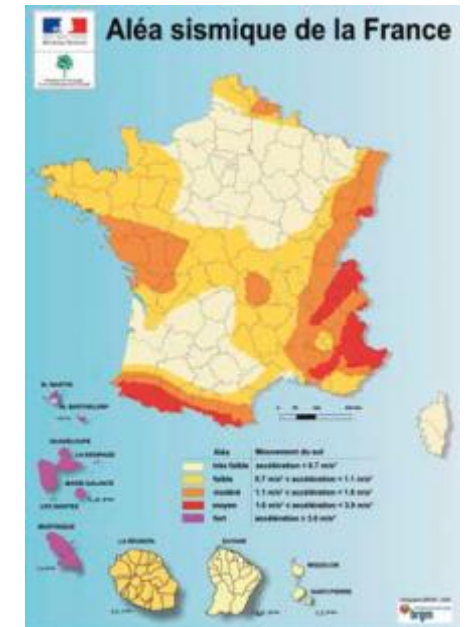 Aléa sismique de la France
ST MARTIN
ST BARTHELEMY
GUADELOUPE
LA DESIRADE
MARIE GALANTE
LES SAINTES
MARTINIQUE
Aléa Mouvement du sol
très faible accélération < 0.7 m/s²
faible 0.7 m/s² < accélération < 1.1 m/s²
modéré 1.1 m/s² < accélération < 1.6 m/s²
moyen 1.6 m/s² < accélération < 3.0 m/s²
fort accélération ≥ 3.0 m/s²
LA RÉUNION
GUYANE
MIQUELON
SAINT-PIERRE
brgm